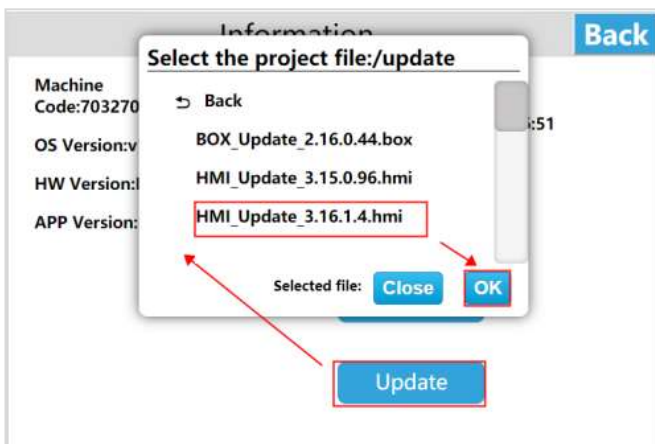 Information
Back
Select the project file:/update
Machine
Code:703270
Back
:51
BOX_Update_2.16.0.44.box
OS Version:v
HMI_Update_3.15.0.96.hmi
HW Version:
HMI_Update_3.16.1.4.hmi
APP Version:
Selected file:
Close
OK
Update